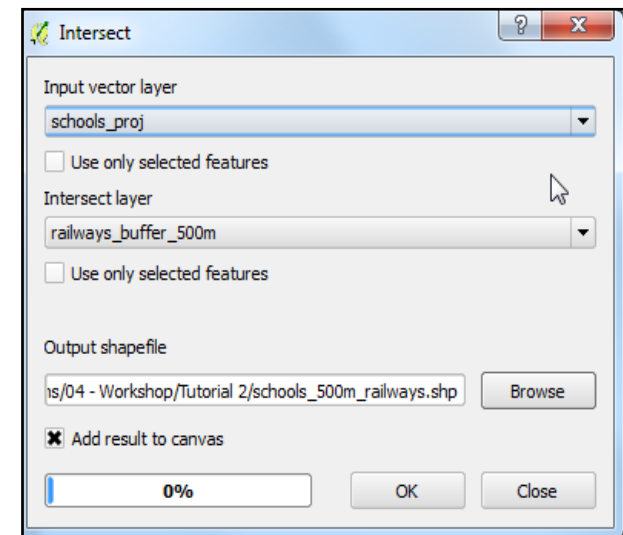 Intersect
Input vector layer
schools_proj
Use only selected features
Intersect layer
railways_buffer_500m
Use only selected features
Output shapefile
ns/04 - Workshop/Tutorial 2/schools_500m_railways.shp Browse
Add result to canvas
0% OK Close